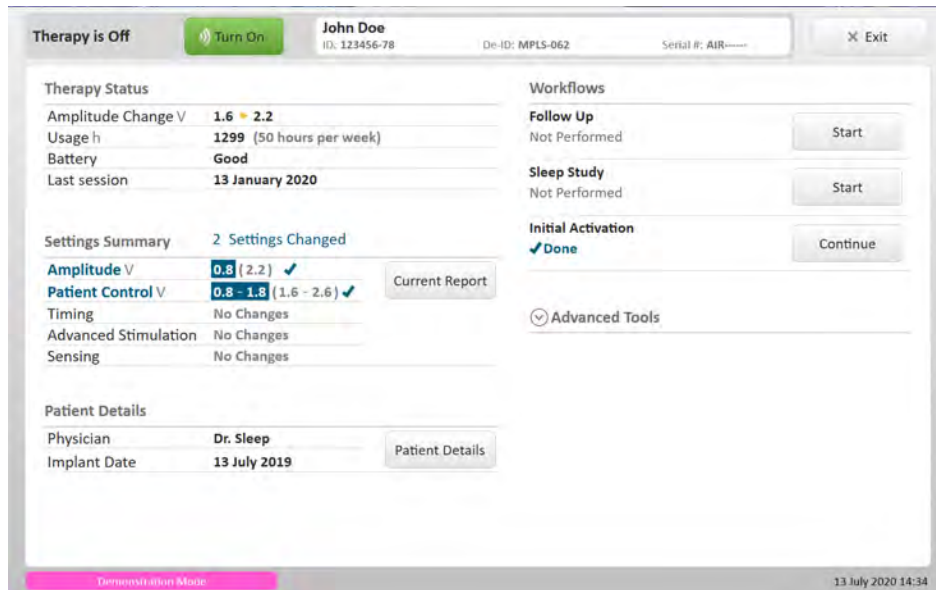 Therapy is Off
Turn On
John Doe
ID: 123456-78 De-ID: MPLS-062 Serial #: AIR------
× Exit
Therapy Status
Amplitude Change V 1.6 ► 2.2
Usage h 1299 (50 hours per week)
Battery Good
Last session 13 January 2020
Settings Summary 2 Settings Changed
Amplitude V 0.8 (2.2) ✔
Patient Control V 0.8 - 1.8 (1.6 - 2.6) ✔
Timing No Changes
Advanced Stimulation No Changes
Sensing No Changes
Current Report
Patient Details
Physician Dr. Sleep
Implant Date 13 July 2019
Patient Details
Workflows
Follow Up
Not Performed
Start
Sleep Study
Not Performed
Start
Initial Activation
✔Done
Continue
Advanced Tools
Demonstration Mode
13 July 2020 14:34